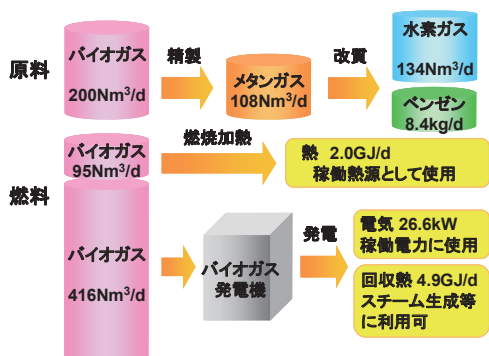 原料
バイオガス
200Nm³/d
精製
メタンガス
108Nm³/d
改質
水素ガス
134Nm³/d
ベンゼン
8.4kg/d
燃料
バイオガス
95Nm³/d
燃焼加熱
熱 2.0GJ/d
稼働熱源として使用
バイオガス
416Nm³/d
バイオガス
発電機
発電
電気 26.6kW
稼働電力に使用
回収熱 4.9GJ/d
スチーム生成等
に利用可